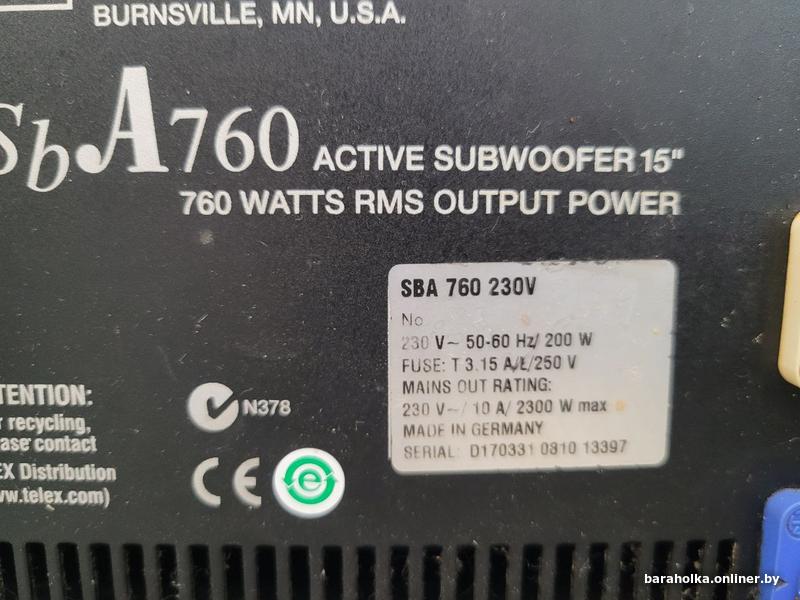 BURNSVILLE, MN, U.S.A.
SbA760 ACTIVE SUBWOOFER 15"
760 WATTS RMS OUTPUT POWER
SBA 760 230V
No
230 V~ 50-60 Hz/ 200 W
FUSE: T 3.15 A/L/250 V
MAINS OUT RATING:
230 V~/ 10 A/ 2300 W max
MADE IN GERMANY
SERIAL: D170331 0810 13397
TENTION:
r recycling,
ase contact
EX Distribution
w.telex.com)
N378
CE
e
baraholka.onliner.by